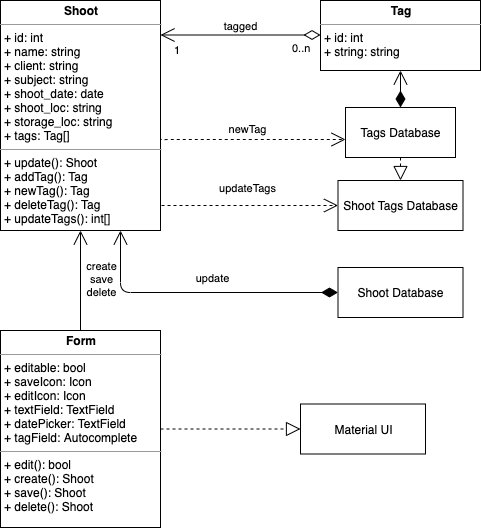 Shoot
+ id: int
+ name: string
+ client: string
+ subject: string
+ shoot_date: date
+ shoot_loc: string
+ storage_loc: string
+ tags: Tag[]
+ update(): Shoot
+ addTag(): Tag
+ newTag(): Tag
+ deleteTag(): Tag
+ updateTags(): int[]
tagged
1
0..n
Tag
+ id: int
+ string: string
newTag
Tags Database
updateTags
Shoot Tags Database
create
save
delete
update
Shoot Database
Form
+ editable: bool
+ saveIcon: Icon
+ editIcon: Icon
+ textField: TextField
+ datePicker: TextField
+ tagField: Autocomplete
+ edit(): bool
+ create(): Shoot
+ save(): Shoot
+ delete(): Shoot
Material UI